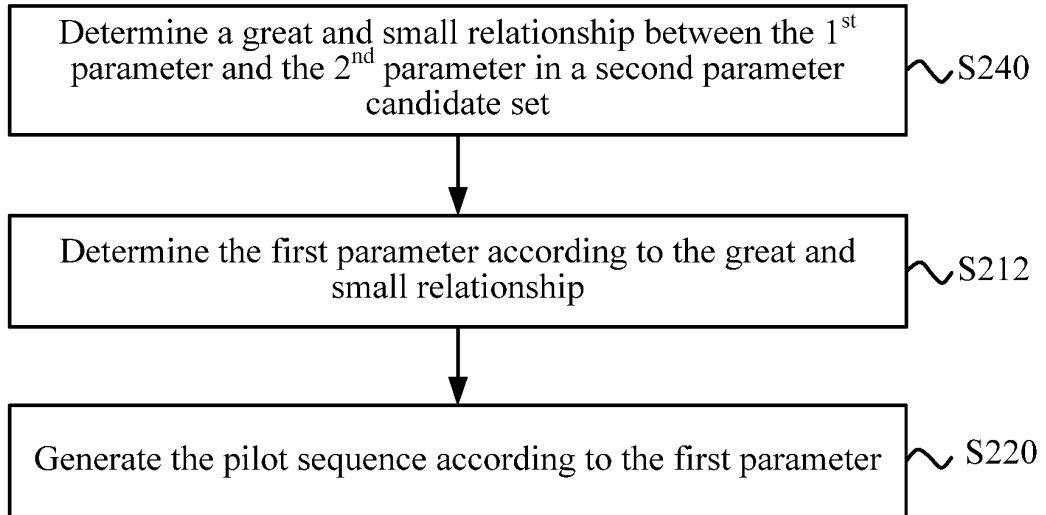 Determine a great and small relationship between the 1st
parameter and the 2nd parameter in a second parameter
candidate set
S240
Determine the first parameter according to the great and
small relationship
S212
Generate the pilot sequence according to the first parameter
S220